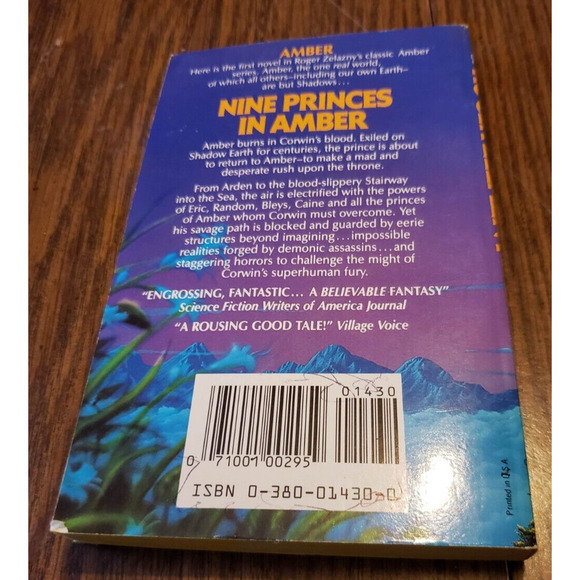 AMBER
Here is the first novel in Roger Zelazny's classic Amber
series. Amber, the one real world,
of which all others—including our own Earth—
are but Shadows...
NINE PRINCES
IN AMBER
Amber burns in Corwin's blood. Exiled on
Shadow Earth for centuries, the prince is about
to return to Amber—to make a mad and
desperate rush upon the throne.
From Arden to the blood-slippery Stairway
into the Sea, the air is electrified with the powers
of Eric, Random, Bleys, Caine and all the princes
of Amber whom Corwin must overcome. Yet
his savage path is blocked and guarded by eerie
structures beyond imagining...impossible
realities forged by demonic assassins...and
staggering horrors to challenge the might of
Corwin's superhuman fury.
"ENGROSSING, FANTASTIC... A BELIEVABLE FANTASY"
Science Fiction Writers of America Journal
"A ROUSING GOOD TALE!" Village Voice
01430
0 71001 00295
ISBN 0-380-01430-0
Printed in U.S.A